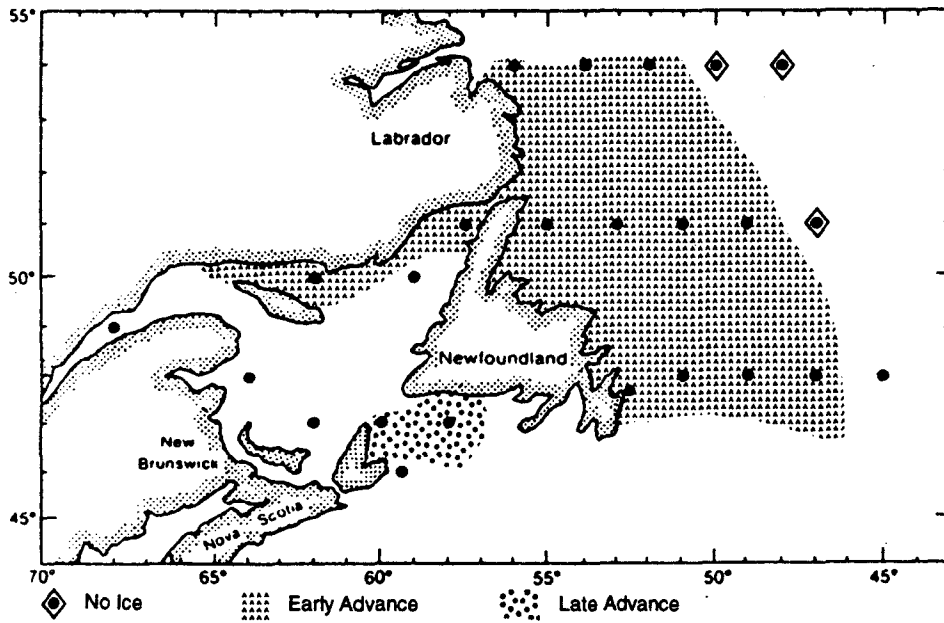 55°
Labrador
50°
Newfoundland
New
Brunswick
Nova Scotia
45°
70° 65° 60° 55° 50° 45°
No Ice Early Advance Late Advance